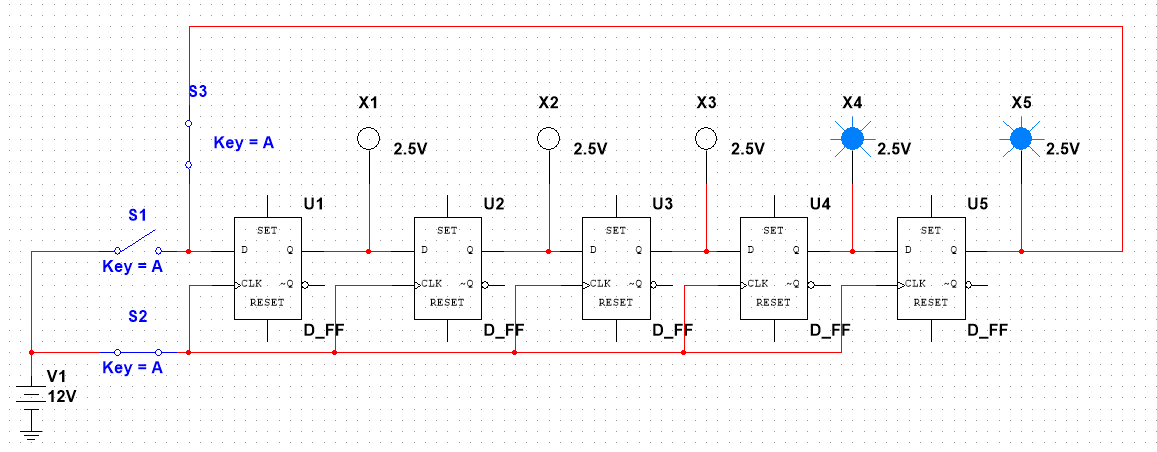 S3
Key = A
X1
2.5V
X2
2.5V
X3
2.5V
X4
2.5V
X5
2.5V
S1
Key = A
U1
SET
D Q
CLK ~Q
RESET
D_FF
U2
SET
D Q
CLK ~Q
RESET
D_FF
U3
SET
D Q
CLK ~Q
RESET
D_FF
U4
SET
D Q
CLK ~Q
RESET
D_FF
U5
SET
D Q
CLK ~Q
RESET
D_FF
S2
Key = A
V1
12V